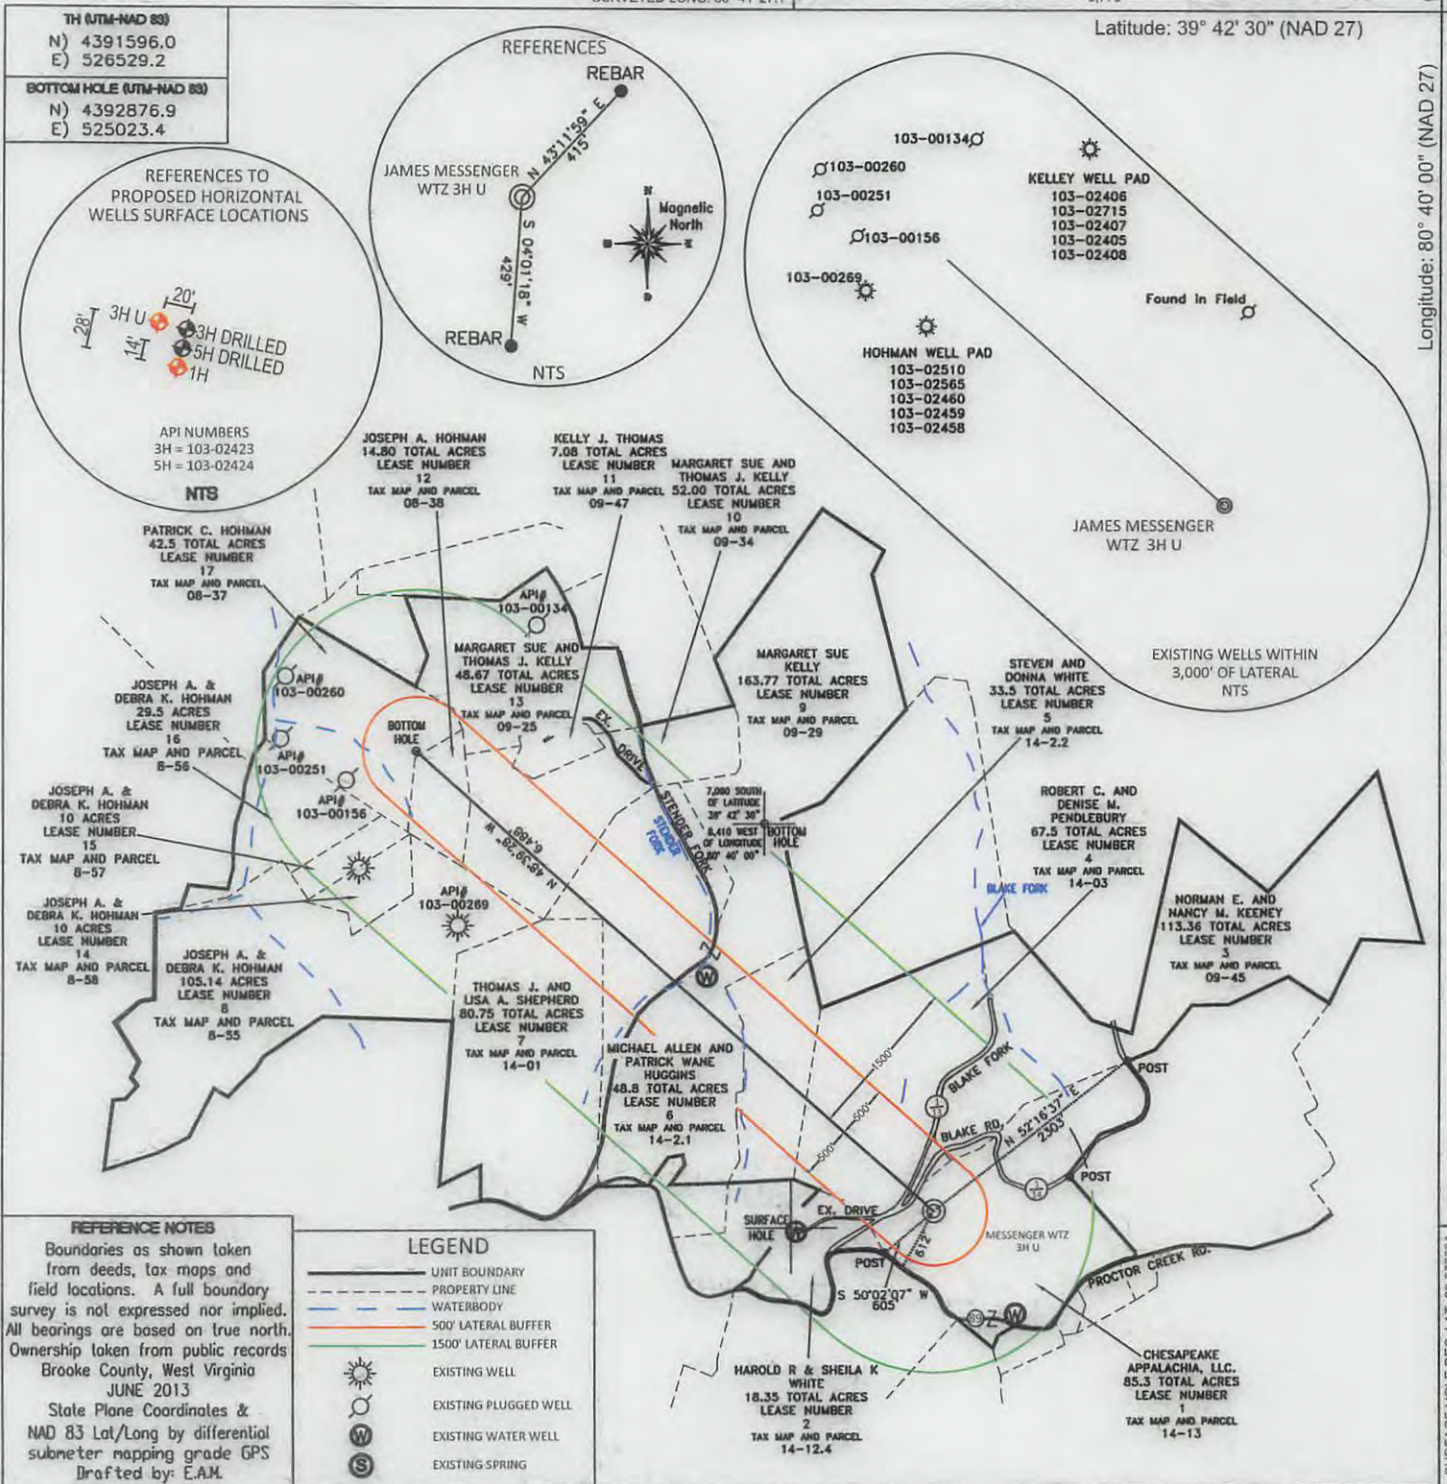 Latitude: 39° 42' 30" (NAD 27)
Longitude: 80° 40' 00" (NAD 27)
TH (UTM-NAD 83)
N) 4391596.0
E) 526529.2
BOTTOM HOLE (UTM-NAD 83)
N) 4392876.9
E) 525023.4
REFERENCES TO
PROPOSED HORIZONTAL
WELLS SURFACE LOCATIONS
20'
28'
14'
3H U
3H DRILLED
5H DRILLED
1H
API NUMBERS
3H = 103-02423
5H = 103-02424
NTS
REFERENCES
REBAR
N 43°11'59" E
415'
JAMES MESSENGER
WTZ 3H U
S 04°01'18" W
429'
REBAR
NTS
N
Magnetic
North
103-00134
103-00260
103-00251
103-00156
103-00269
KELLEY WELL PAD
103-02406
103-02715
103-02407
103-02405
103-02408
Found in Field
HOHMAN WELL PAD
103-02510
103-02565
103-02460
103-02459
103-02458
JAMES MESSENGER
WTZ 3H U
EXISTING WELLS WITHIN
3,000' OF LATERAL
NTS
JOSEPH A. HOHMAN
14.80 TOTAL ACRES
LEASE NUMBER
12
TAX MAP AND PARCEL
08-38
KELLY J. THOMAS
7.08 TOTAL ACRES
LEASE NUMBER
11
TAX MAP AND PARCEL
09-47
MARGARET SUE AND
THOMAS J. KELLY
52.00 TOTAL ACRES
LEASE NUMBER
10
TAX MAP AND PARCEL
09-34
PATRICK C. HOHMAN
42.5 TOTAL ACRES
LEASE NUMBER
17
TAX MAP AND PARCEL
08-37
API#
103-00134
MARGARET SUE AND
THOMAS J. KELLY
48.67 TOTAL ACRES
LEASE NUMBER
13
TAX MAP AND PARCEL
09-25
MARGARET SUE
KELLY
163.77 TOTAL ACRES
LEASE NUMBER
9
TAX MAP AND PARCEL
09-29
STEVEN AND
DONNA WHITE
33.5 TOTAL ACRES
LEASE NUMBER
5
TAX MAP AND PARCEL
14-2.2
JOSEPH A. &
DEBRA K. HOHMAN
29.5 ACRES
LEASE NUMBER
16
TAX MAP AND PARCEL
8-56
API#
103-00260
API#
103-00251
API#
103-00156
BOTTOM
HOLE
EX. DRIVE
STENDER FORK
STENDER
FORK
7,080 SOUTH
OF LATITUDE
39° 42' 30"
8,410 WEST
OF LONGITUDE
80° 40' 00"
BOTTOM
HOLE
ROBERT C. AND
DENISE M.
PENDLEBURY
67.5 TOTAL ACRES
LEASE NUMBER
4
TAX MAP AND PARCEL
14-03
JOSEPH A. &
DEBRA K. HOHMAN
10 ACRES
LEASE NUMBER
15
TAX MAP AND PARCEL
8-57
API#
103-00269
BLAKE FORK
NORMAN E. AND
NANCY M. KEENEY
113.36 TOTAL ACRES
LEASE NUMBER
3
TAX MAP AND PARCEL
09-45
JOSEPH A. &
DEBRA K. HOHMAN
10 ACRES
LEASE NUMBER
14
TAX MAP AND PARCEL
8-58
JOSEPH A. &
DEBRA K. HOHMAN
105.14 ACRES
LEASE NUMBER
8
TAX MAP AND PARCEL
8-55
W
THOMAS J. AND
LISA A. SHEPHERD
80.75 TOTAL ACRES
LEASE NUMBER
7
TAX MAP AND PARCEL
14-01
MICHAEL ALLEN AND
PATRICK WANE
HUGGINS
48.8 TOTAL ACRES
LEASE NUMBER
6
TAX MAP AND PARCEL
14-2.1
1500'
500'
500'
BLAKE FORK
POST
BLAKE RD.
N 52°16'37" E
2303'
POST
SURFACE
HOLE
W
EX. DRIVE
612'
MESSENGER WTZ
3H U
POST
S 50°02'07" W
605'
PROCTOR CREEK RD.
89
W
HAROLD R & SHEILA K
WHITE
18.35 TOTAL ACRES
LEASE NUMBER
2
TAX MAP AND PARCEL
14-12.4
CHESAPEAKE
APPALACHIA, LLC.
85.3 TOTAL ACRES
LEASE NUMBER
1
TAX MAP AND PARCEL
14-13
REFERENCE NOTES
Boundaries as shown taken
from deeds, tax maps and
field locations. A full boundary
survey is not expressed nor implied.
All bearings are based on true north.
Ownership taken from public records
Brooke County, West Virginia
JUNE 2013
State Plane Coordinates &
NAD 83 Lat/Long by differential
submeter mapping grade GPS
Drafted by: E.A.M.
LEGEND
UNIT BOUNDARY
PROPERTY LINE
WATERBODY
500' LATERAL BUFFER
1500' LATERAL BUFFER
EXISTING WELL
EXISTING PLUGGED WELL
W EXISTING WATER WELL
S EXISTING SPRING